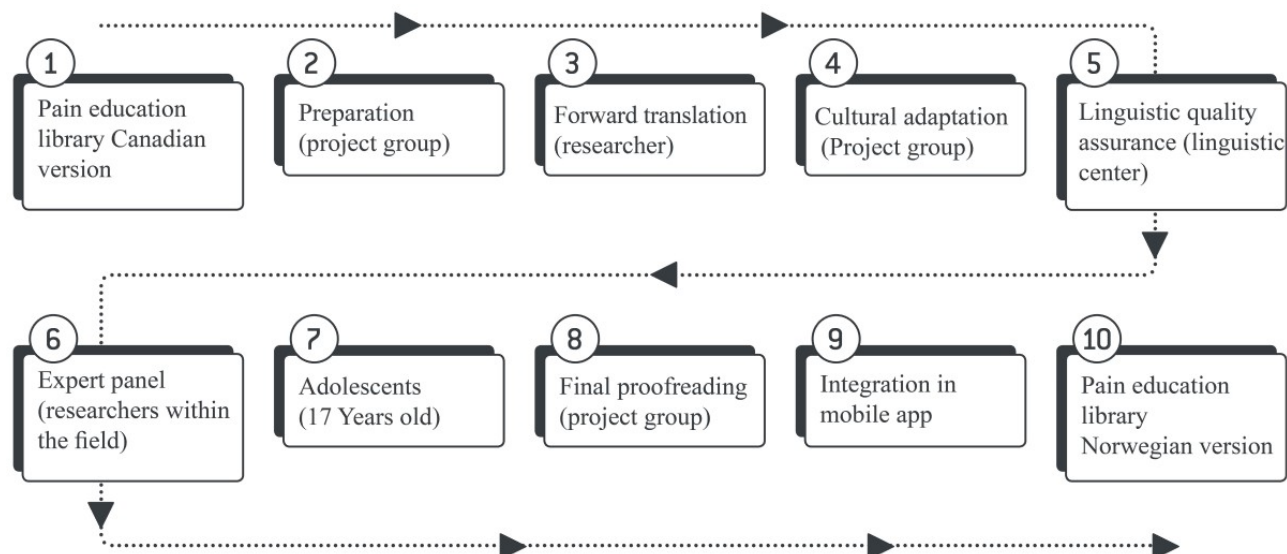 1
Pain education
library Canadian
version
2
Preparation
(project group)
3
Forward translation
(researcher)
4
Cultural adaptation
(Project group)
5
Linguistic quality
assurance (linguistic
center)
6
Expert panel
(researchers within
the field)
7
Adolescents
(17 Years old)
8
Final proofreading
(project group)
9
Integration in
mobile app
10
Pain education
library
Norwegian version